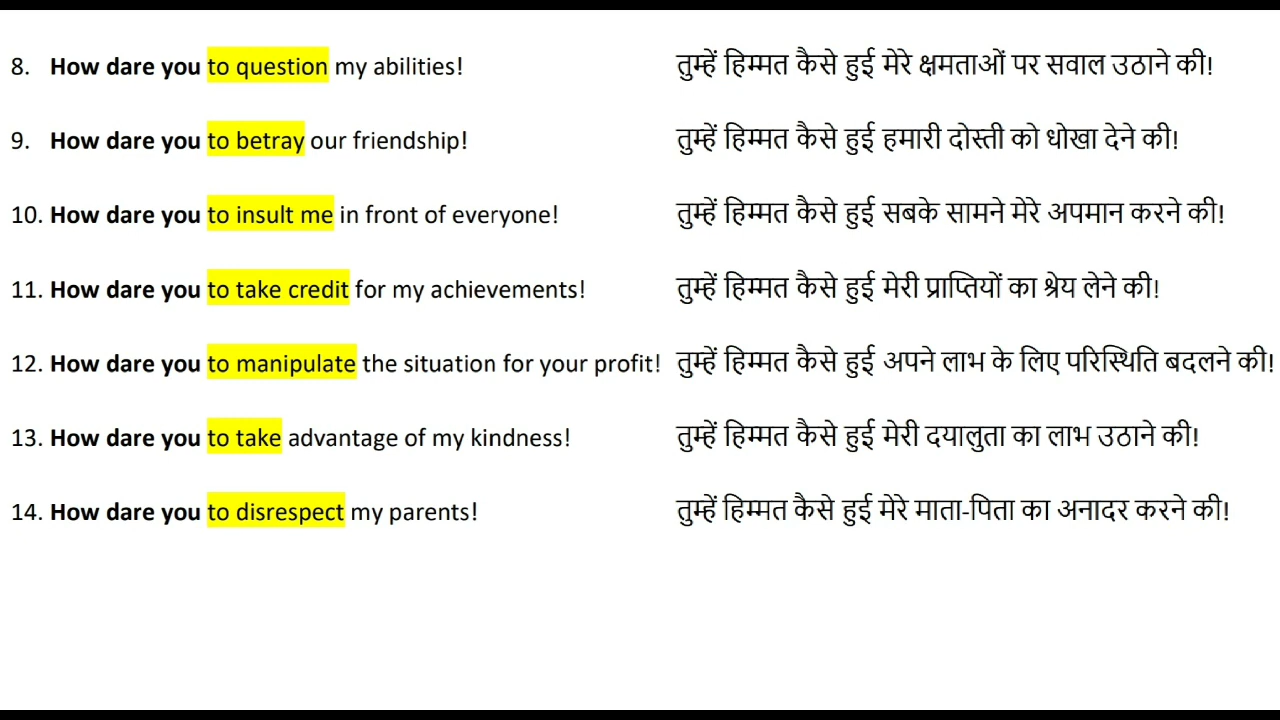 8. How dare you to question my abilities! तुम्हें हिम्मत कैसे हुई मेरे क्षमताओं पर सवाल उठाने की!
9. How dare you to betray our friendship! तुम्हें हिम्मत कैसे हुई हमारी दोस्ती को धोखा देने की!
10. How dare you to insult me in front of everyone! तुम्हें हिम्मत कैसे हुई सबके सामने मेरे अपमान करने की!
11. How dare you to take credit for my achievements! तुम्हें हिम्मत कैसे हुई मेरी प्राप्तियों का श्रेय लेने की!
12. How dare you to manipulate the situation for your profit! तुम्हें हिम्मत कैसे हुई अपने लाभ के लिए परिस्थिति बदलने की!
13. How dare you to take advantage of my kindness! तुम्हें हिम्मत कैसे हुई मेरी दयालुता का लाभ उठाने की!
14. How dare you to disrespect my parents! तुम्हें हिम्मत कैसे हुई मेरे माता-पिता का अनादर करने की!